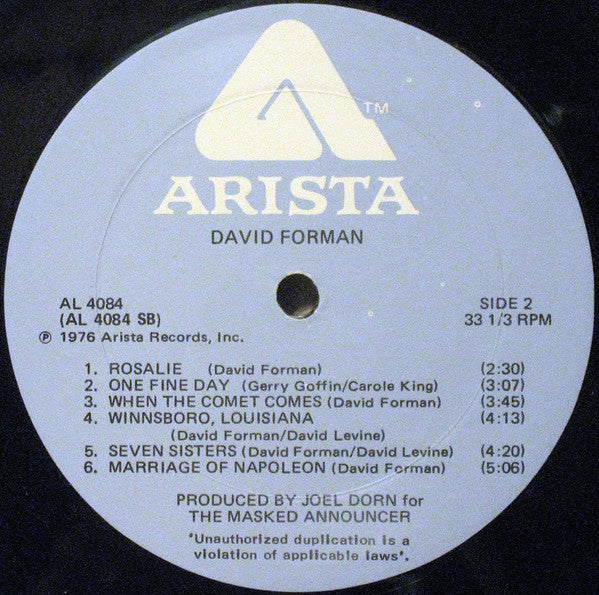 TM
ARISTA
DAVID FORMAN
AL 4084
(AL 4084 SB)
℗ 1976 Arista Records, Inc.
SIDE 2
33 1/3 RPM
1. ROSALIE (David Forman) (2:30)
2. ONE FINE DAY (Gerry Goffin/Carole King) (3:07)
3. WHEN THE COMET COMES (David Forman) (3:45)
4. WINNSBORO, LOUISIANA (4:13)
(David Forman/David Levine)
5. SEVEN SISTERS (David Forman/David Levine) (4:20)
6. MARRIAGE OF NAPOLEON (David Forman) (5:06)
PRODUCED BY JOEL DORN for
THE MASKED ANNOUNCER
"Unauthorized duplication is a
violation of applicable laws".